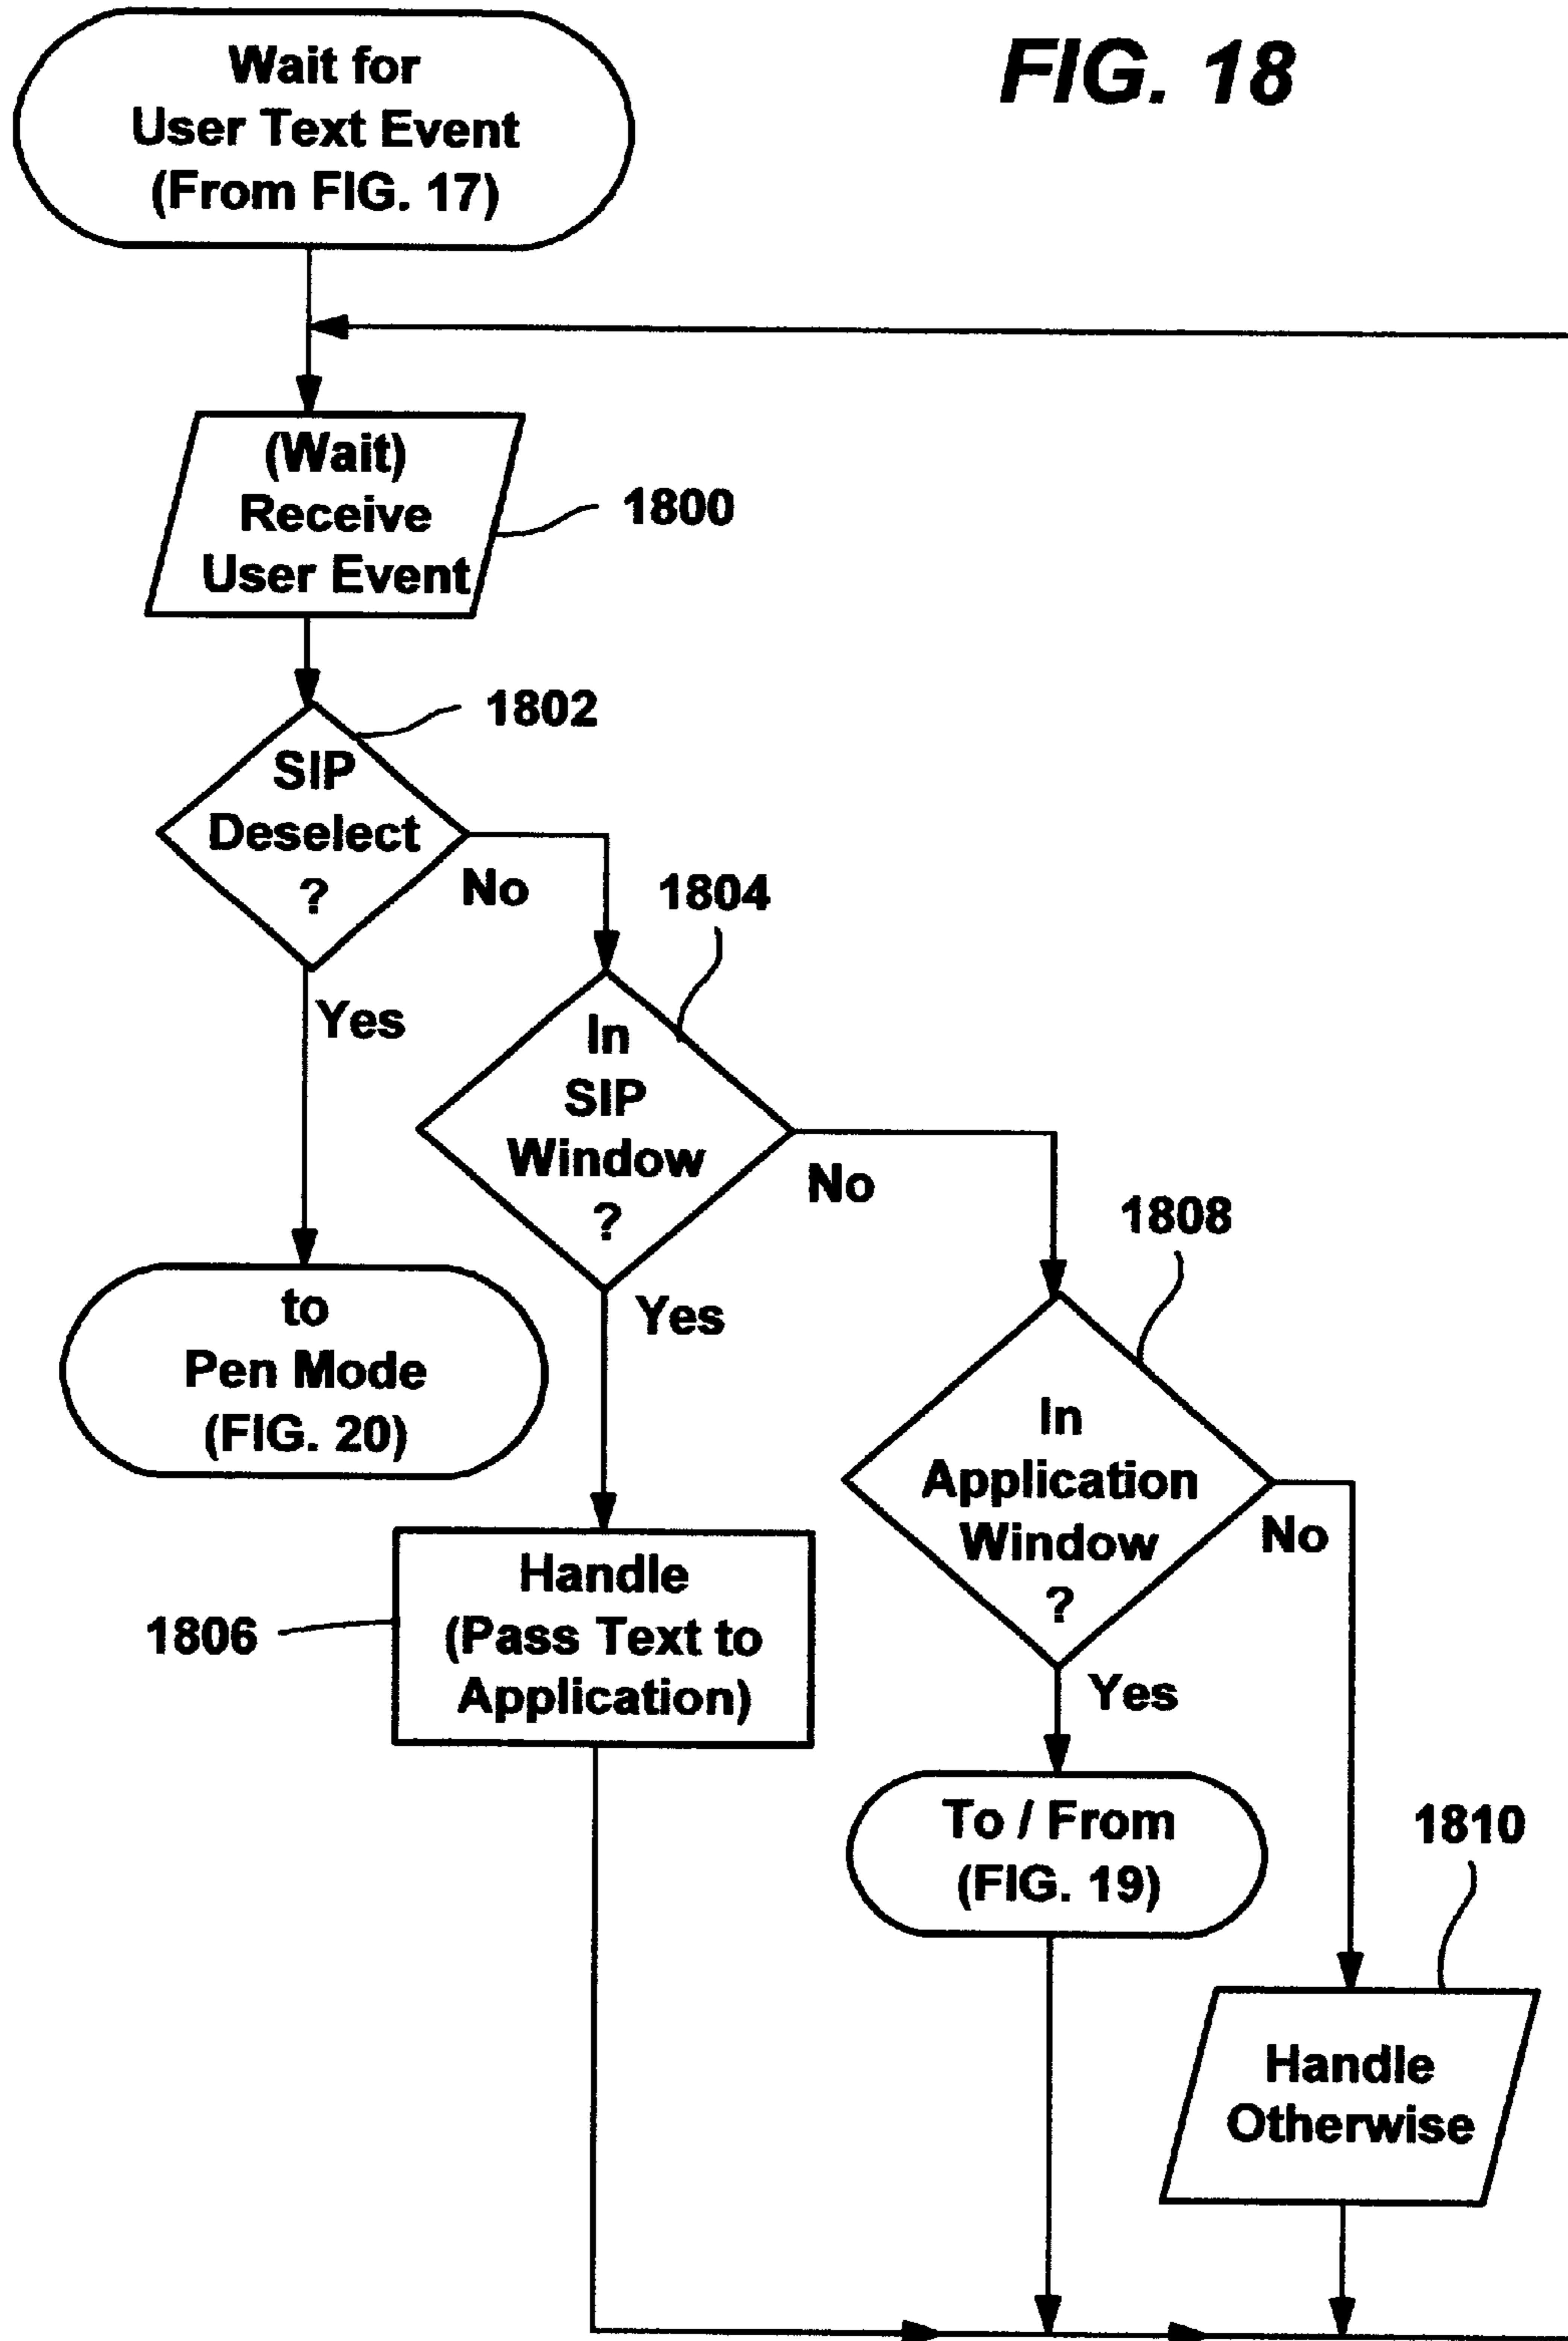 FIG. 18
Wait for
User Text Event
(From FIG. 17)
(Wait)
Receive
User Event
1800
1802
SIP
Deselect
?
No
Yes
1804
In
SIP
Window
?
No
Yes
to
Pen Mode
(FIG. 20)
1808
In
Application
Window
?
No
Yes
1806
Handle
(Pass Text to
Application)
To / From
(FIG. 19)
1810
Handle
Otherwise